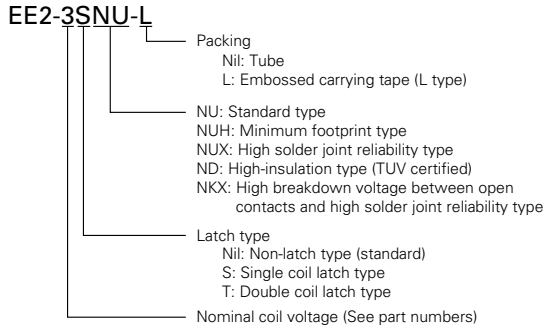 EE2-3SNU-L
Packing
Nil: Tube
L: Embossed carrying tape (L type)
NU: Standard type
NUH: Minimum footprint type
NUX: High solder joint reliability type
ND: High-insulation type (TUV certified)
NKX: High breakdown voltage between open
contacts and high solder joint reliability type
Latch type
Nil: Non-latch type (standard)
S: Single coil latch type
T: Double coil latch type
Nominal coil voltage (See part numbers)